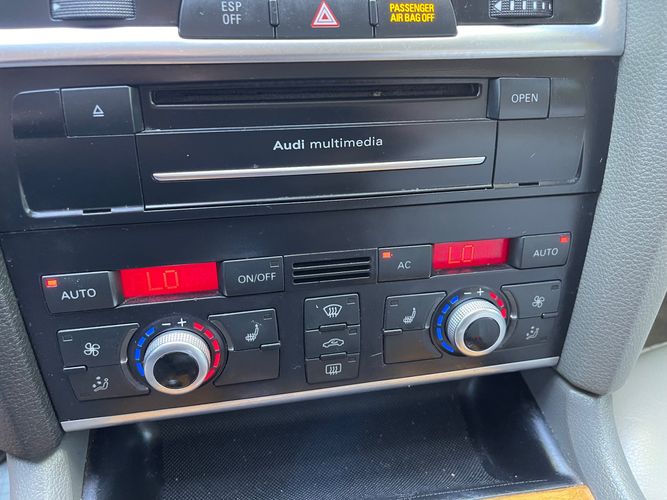 ESP
OFF
PASSENGER
AIR BAG OFF
OPEN
Audi multimedia
AUTO
LO
ON/OFF
AC
LO
AUTO
- +
- +